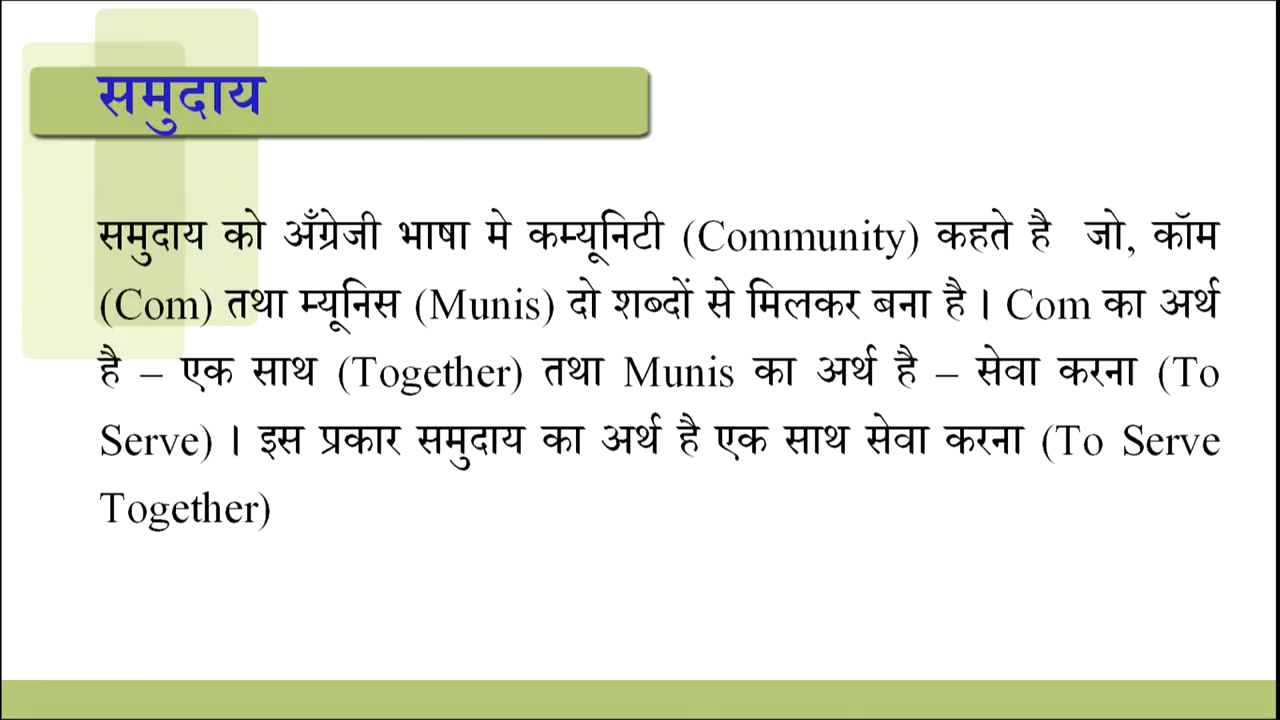 समुदाय
समुदाय को अँग्रेजी भाषा मे कम्यूनिटी (Community) कहते है जो, कॉम
(Com) तथा म्यूनिस (Munis) दो शब्दों से मिलकर बना है । Com का अर्थ
है – एक साथ (Together) तथा Munis का अर्थ है – सेवा करना (To
Serve) । इस प्रकार समुदाय का अर्थ है एक साथ सेवा करना (To Serve
Together)